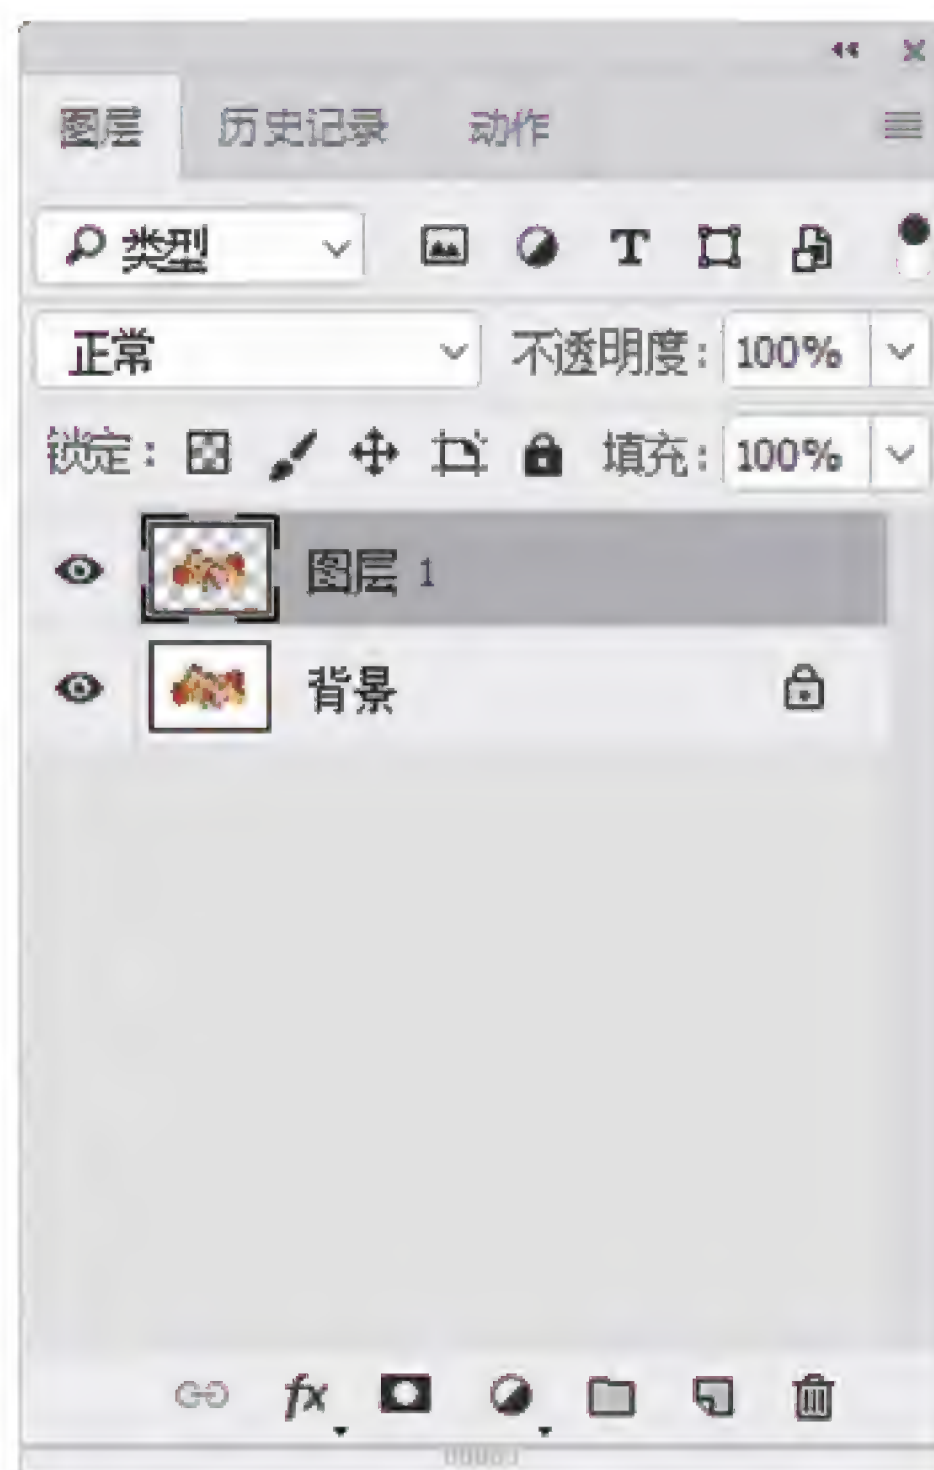 图层 历史记录 动作
类型
正常 不透明度: 100%
锁定: 填充: 100%
图层 1
背景
fx